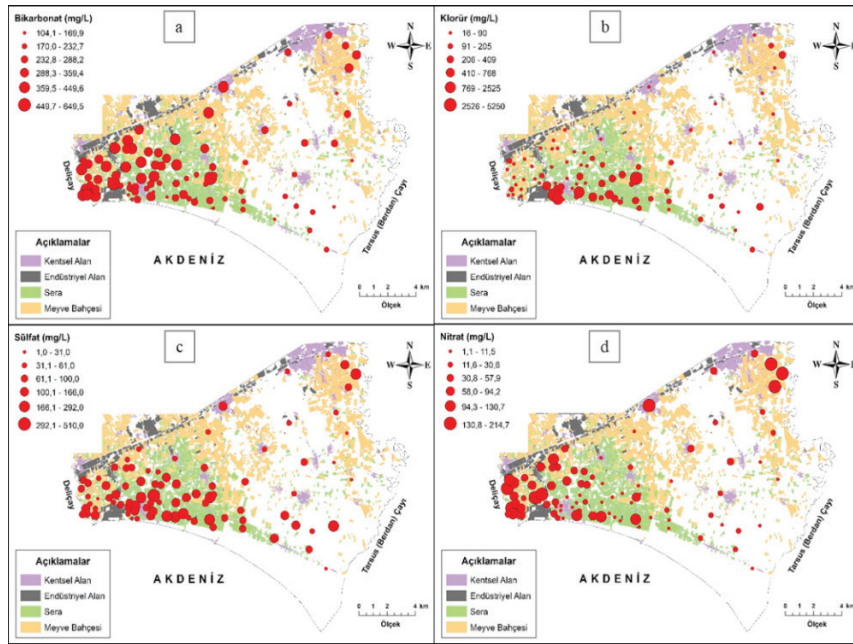 Bikarbonat (mg/L)
104,1 - 169,9
170,0 - 232,7
232,8 - 288,2
288,3 - 359,4
359,5 - 449,6
449,7 - 649,5
a
N
W E
S
Deliçay
Tarsus (Berdan) Çayı
AKDENİZ
Açıklamalar
Kentsel Alan
Endüstriyel Alan
Sera
Meyve Bahçesi
0 1 2 4 km
Ölçek
Klorür (mg/L)
16 - 90
91 - 205
206 - 409
410 - 768
769 - 2525
2526 - 5250
b
N
W E
S
Deliçay
Tarsus (Berdan) Çayı
AKDENİZ
Açıklamalar
Kentsel Alan
Endüstriyel Alan
Sera
Meyve Bahçesi
0 1 2 4 km
Ölçek
Sülfat (mg/L)
1,0 - 31,0
31,1 - 61,0
61,1 - 100,0
100,1 - 166,0
166,1 - 292,0
292,1 - 510,0
c
N
W E
S
Deliçay
Tarsus (Berdan) Çayı
AKDENİZ
Açıklamalar
Kentsel Alan
Endüstriyel Alan
Sera
Meyve Bahçesi
0 1 2 4 km
Ölçek
Nitrat (mg/L)
1,1 - 11,5
11,6 - 30,8
30,8 - 57,9
58,0 - 94,2
94,3 - 130,7
130,8 - 214,7
d
N
W E
S
Deliçay
Tarsus (Berdan) Çayı
AKDENİZ
Açıklamalar
Kentsel Alan
Endüstriyel Alan
Sera
Meyve Bahçesi
0 1 2 4 km
Ölçek